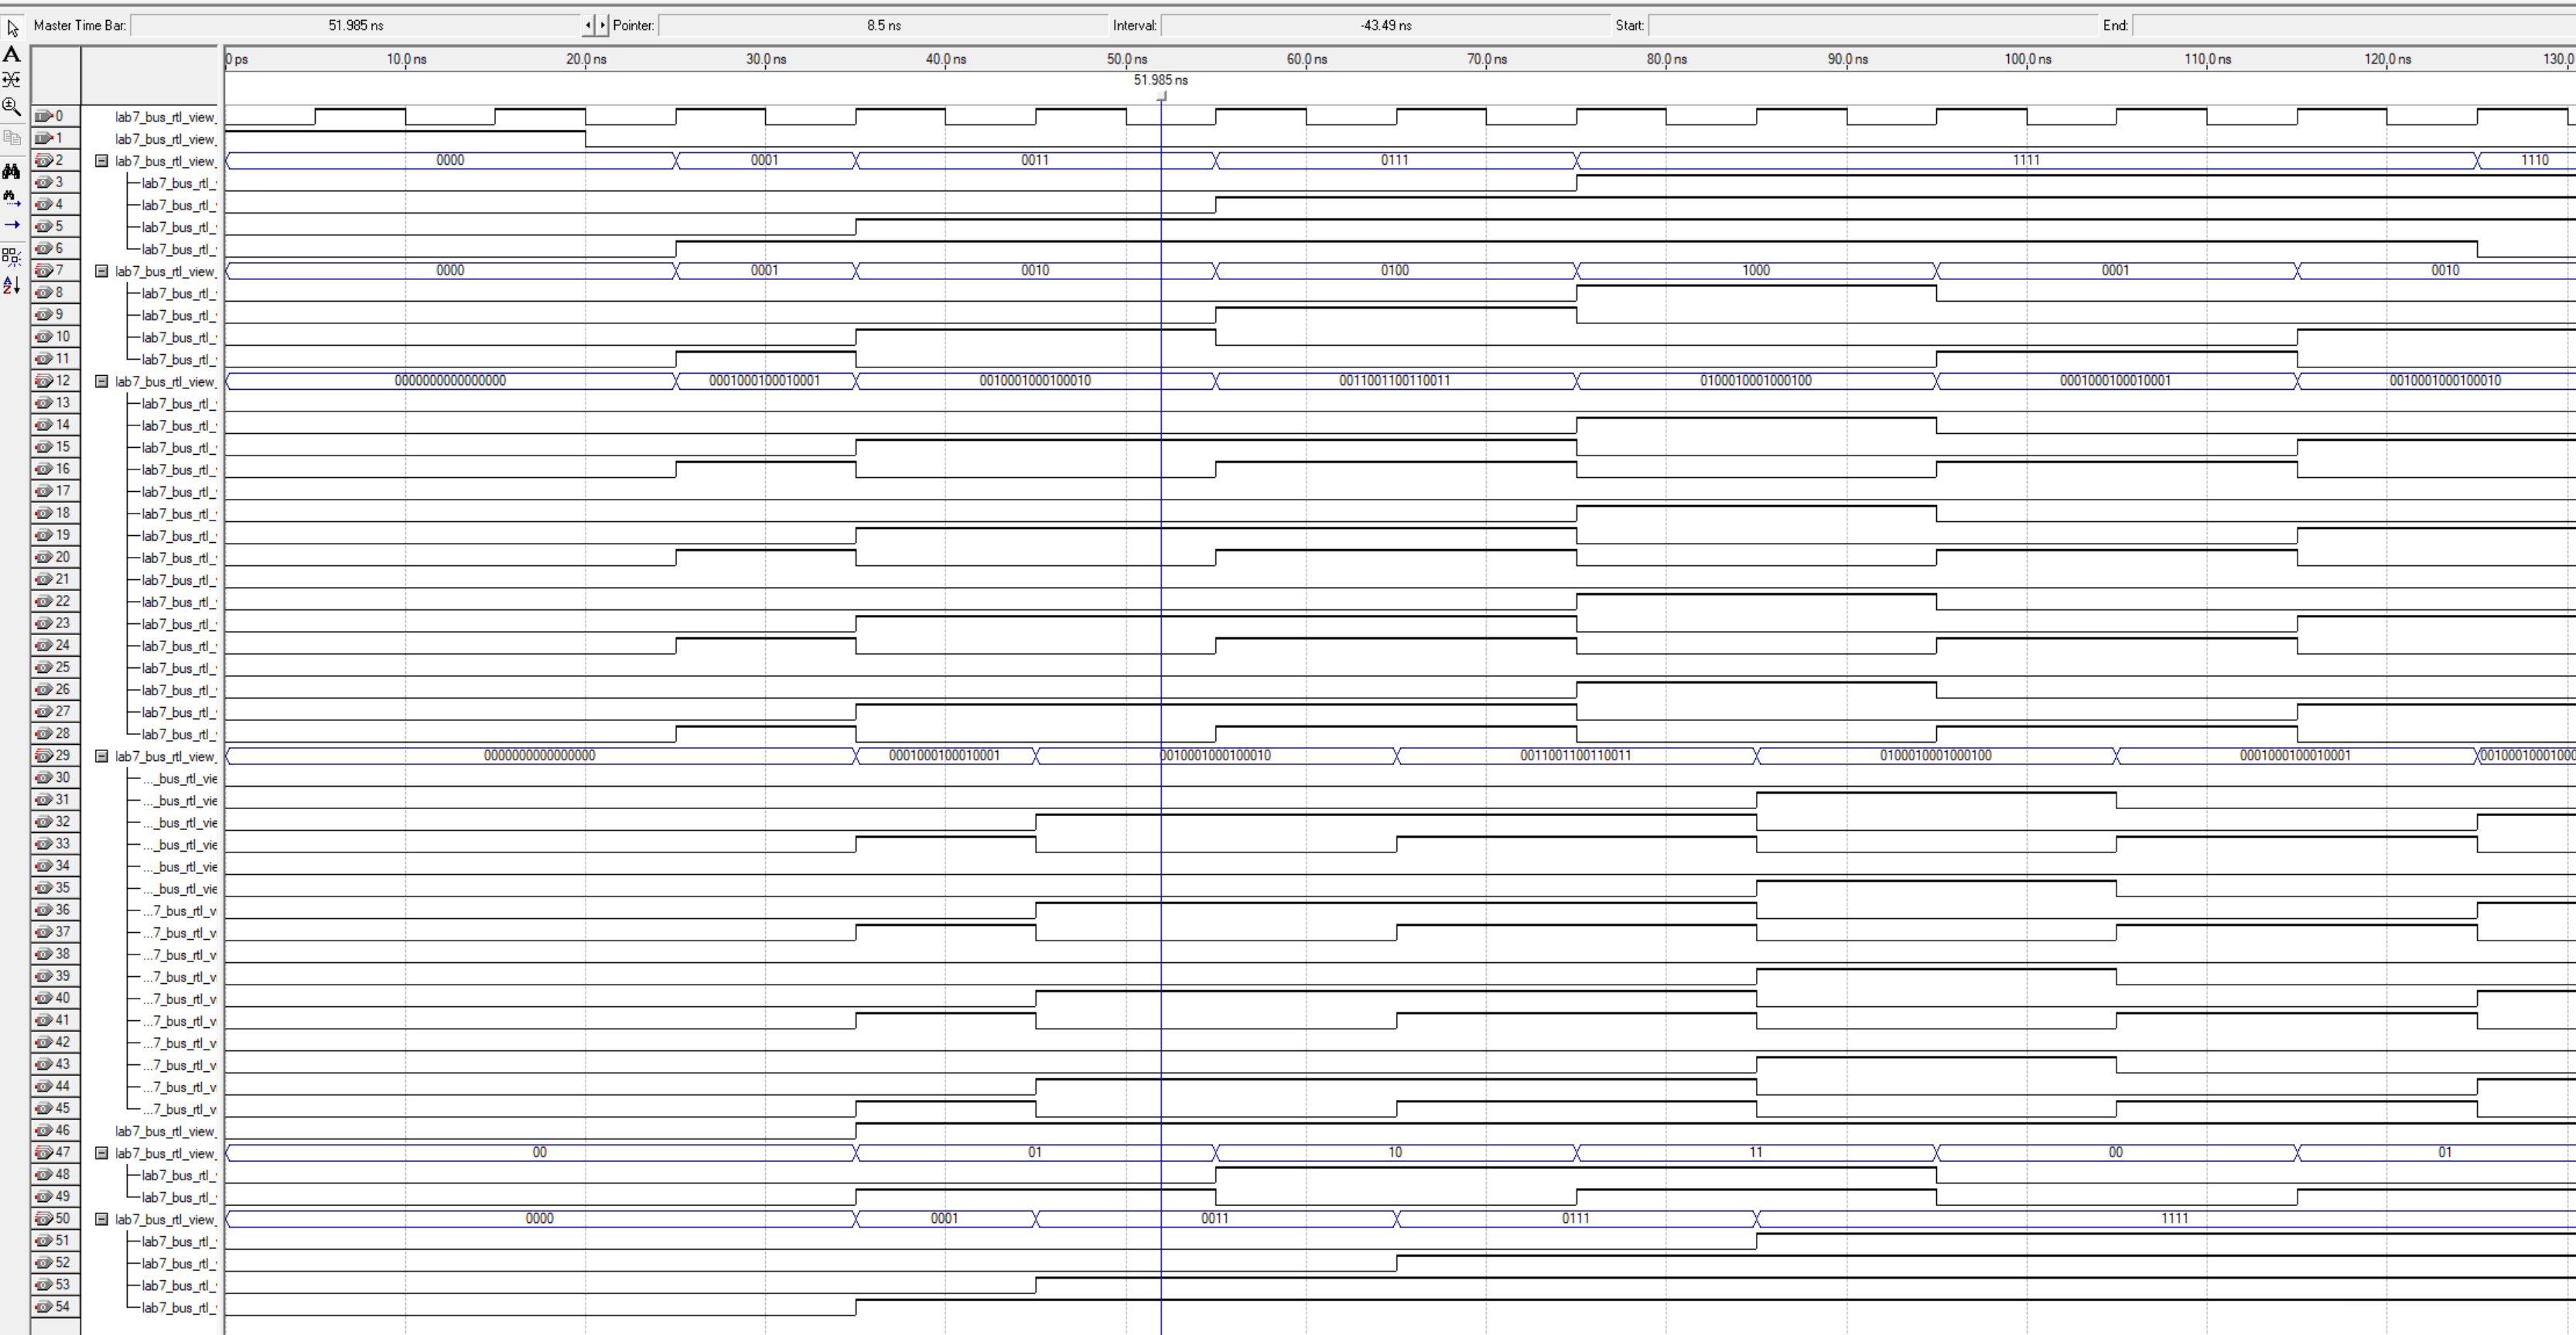 Master Time Bar: 51.985 ns Pointer: 8.5 ns Interval: -43.49 ns Start: End:
0 ps 10.0 ns 20.0 ns 30.0 ns 40.0 ns 50.0 ns 60.0 ns 70.0 ns 80.0 ns 90.0 ns 100.0 ns 110.0 ns 120.0 ns 130.0
51.985 ns
0 lab7_bus_rtl_view
1 lab7_bus_rtl_view
2 lab7_bus_rtl_view 0000 0001 0011 0111 1111 1110
3 lab7_bus_rtl_
4 lab7_bus_rtl_
5 lab7_bus_rtl_
6 lab7_bus_rtl_
7 lab7_bus_rtl_view 0000 0001 0010 0100 1000 0001 0010
8 lab7_bus_rtl_
9 lab7_bus_rtl_
10 lab7_bus_rtl_
11 lab7_bus_rtl_
12 lab7_bus_rtl_view 0000000000000000 0001000100010001 0010001000100010 0011001100110011 0100010001000100 0001000100010001 0010001000100010
13 lab7_bus_rtl_
14 lab7_bus_rtl_
15 lab7_bus_rtl_
16 lab7_bus_rtl_
17 lab7_bus_rtl_
18 lab7_bus_rtl_
19 lab7_bus_rtl_
20 lab7_bus_rtl_
21 lab7_bus_rtl_
22 lab7_bus_rtl_
23 lab7_bus_rtl_
24 lab7_bus_rtl_
25 lab7_bus_rtl_
26 lab7_bus_rtl_
27 lab7_bus_rtl_
28 lab7_bus_rtl_
29 lab7_bus_rtl_view 0000000000000000 0001000100010001 0010001000100010 0011001100110011 0100010001000100 0001000100010001 00100010001000
30 ..._bus_rtl_vie
31 ..._bus_rtl_vie
32 ..._bus_rtl_vie
33 ..._bus_rtl_vie
34 ..._bus_rtl_vie
35 ..._bus_rtl_vie
36 ...7_bus_rtl_v
37 ...7_bus_rtl_v
38 ...7_bus_rtl_v
39 ...7_bus_rtl_v
40 ...7_bus_rtl_v
41 ...7_bus_rtl_v
42 ...7_bus_rtl_v
43 ...7_bus_rtl_v
44 ...7_bus_rtl_v
45 ...7_bus_rtl_v
46 lab7_bus_rtl_view
47 lab7_bus_rtl_view 00 01 10 11 00 01
48 lab7_bus_rtl_
49 lab7_bus_rtl_
50 lab7_bus_rtl_view 0000 0001 0011 0111 1111
51 lab7_bus_rtl_
52 lab7_bus_rtl_
53 lab7_bus_rtl_
54 lab7_bus_rtl_